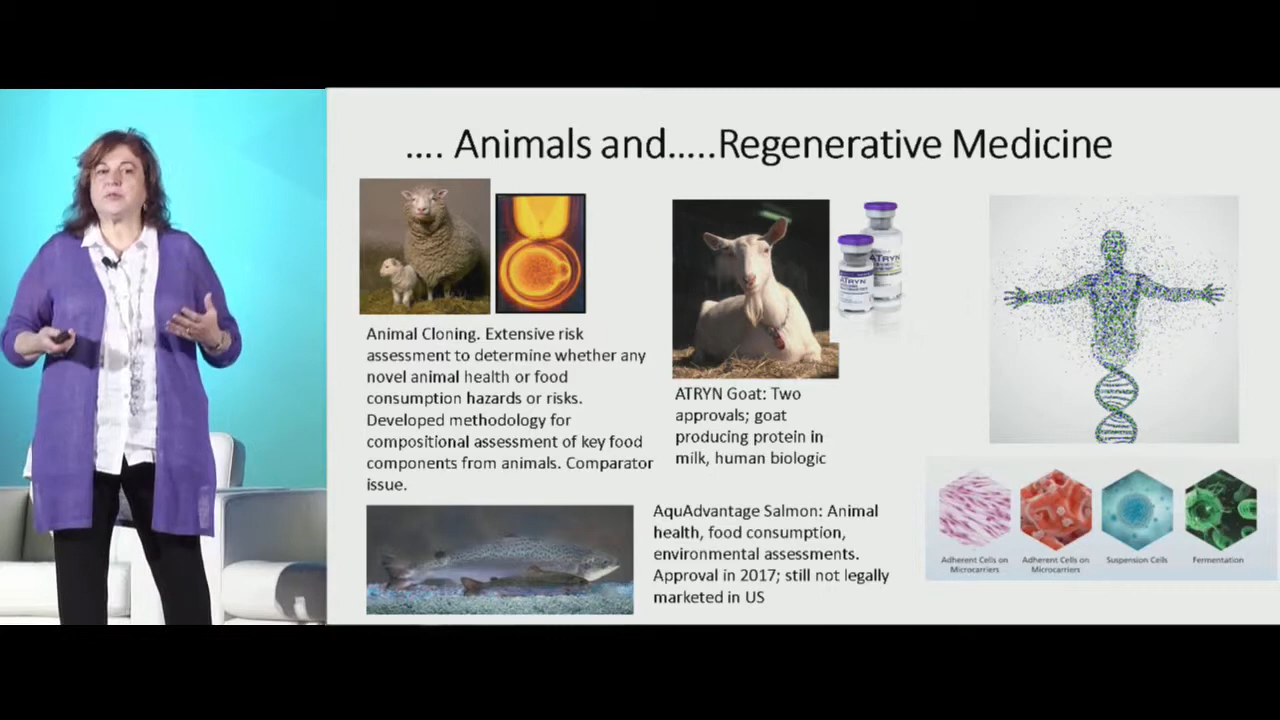 .... Animals and.....Regenerative Medicine
Animal Cloning. Extensive risk
assessment to determine whether any
novel animal health or food
consumption hazards or risks.
Developed methodology for
compositional assessment of key food
components from animals. Comparator
issue.
ATRYN
ATRYN
ATRYN Goat: Two
approvals; goat
producing protein in
milk, human biologic
AquAdvantage Salmon: Animal
health, food consumption,
environmental assessments.
Approval in 2017; still not legally
marketed in US
Adherent Cells on
Microcarriers
Adherent Cells on
Microcarriers
Suspension Cells
Fermentation